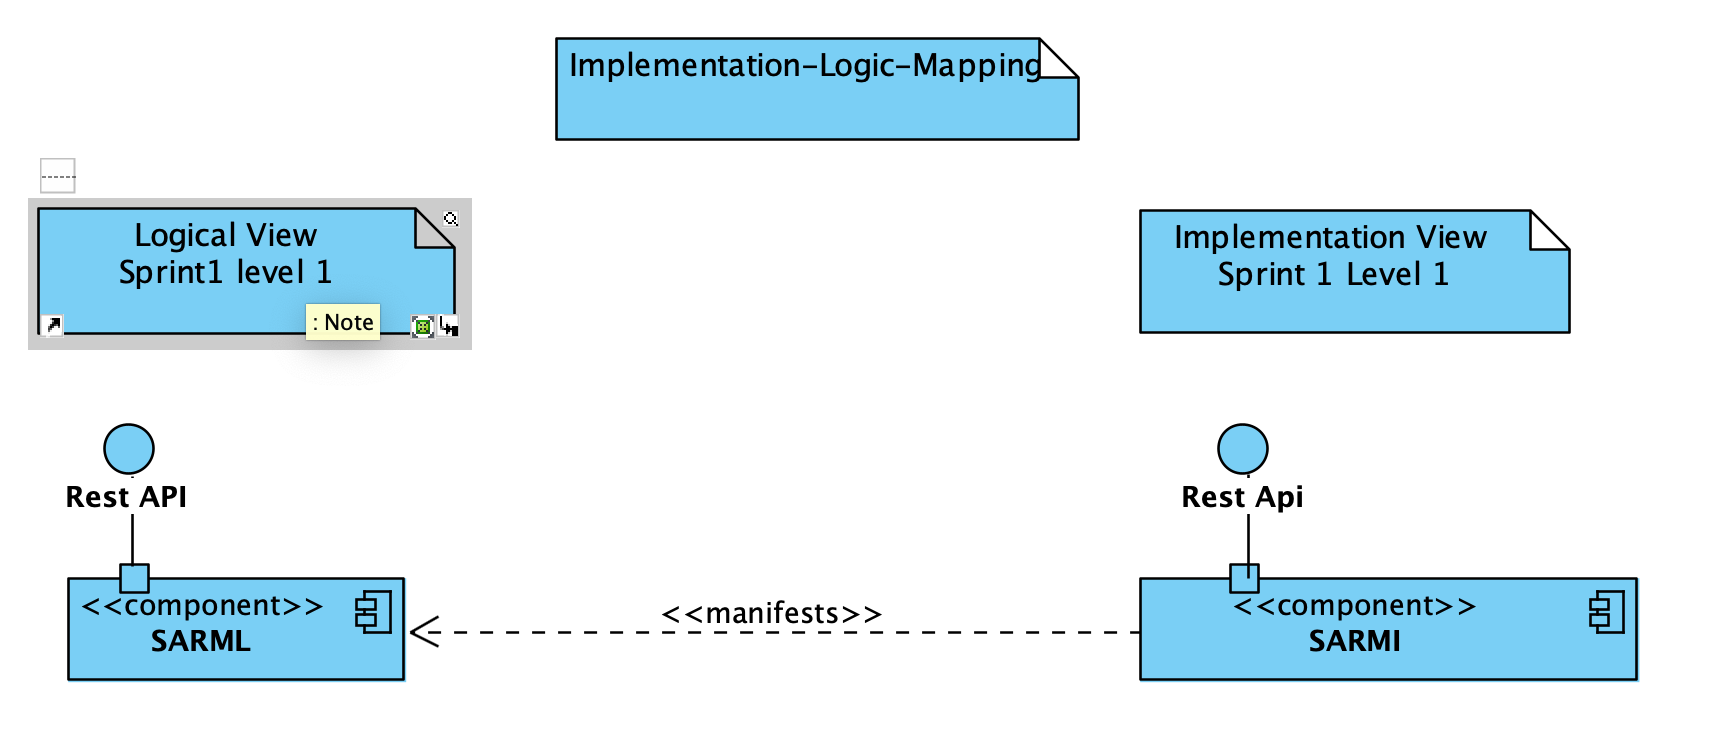 Implementation-Logic-Mapping
Logical View
Sprint1 level 1
: Note
Implementation View
Sprint 1 Level 1
Rest API
Rest Api
<<component>>
SARML
<<manifests>>
<<component>>
SARMI